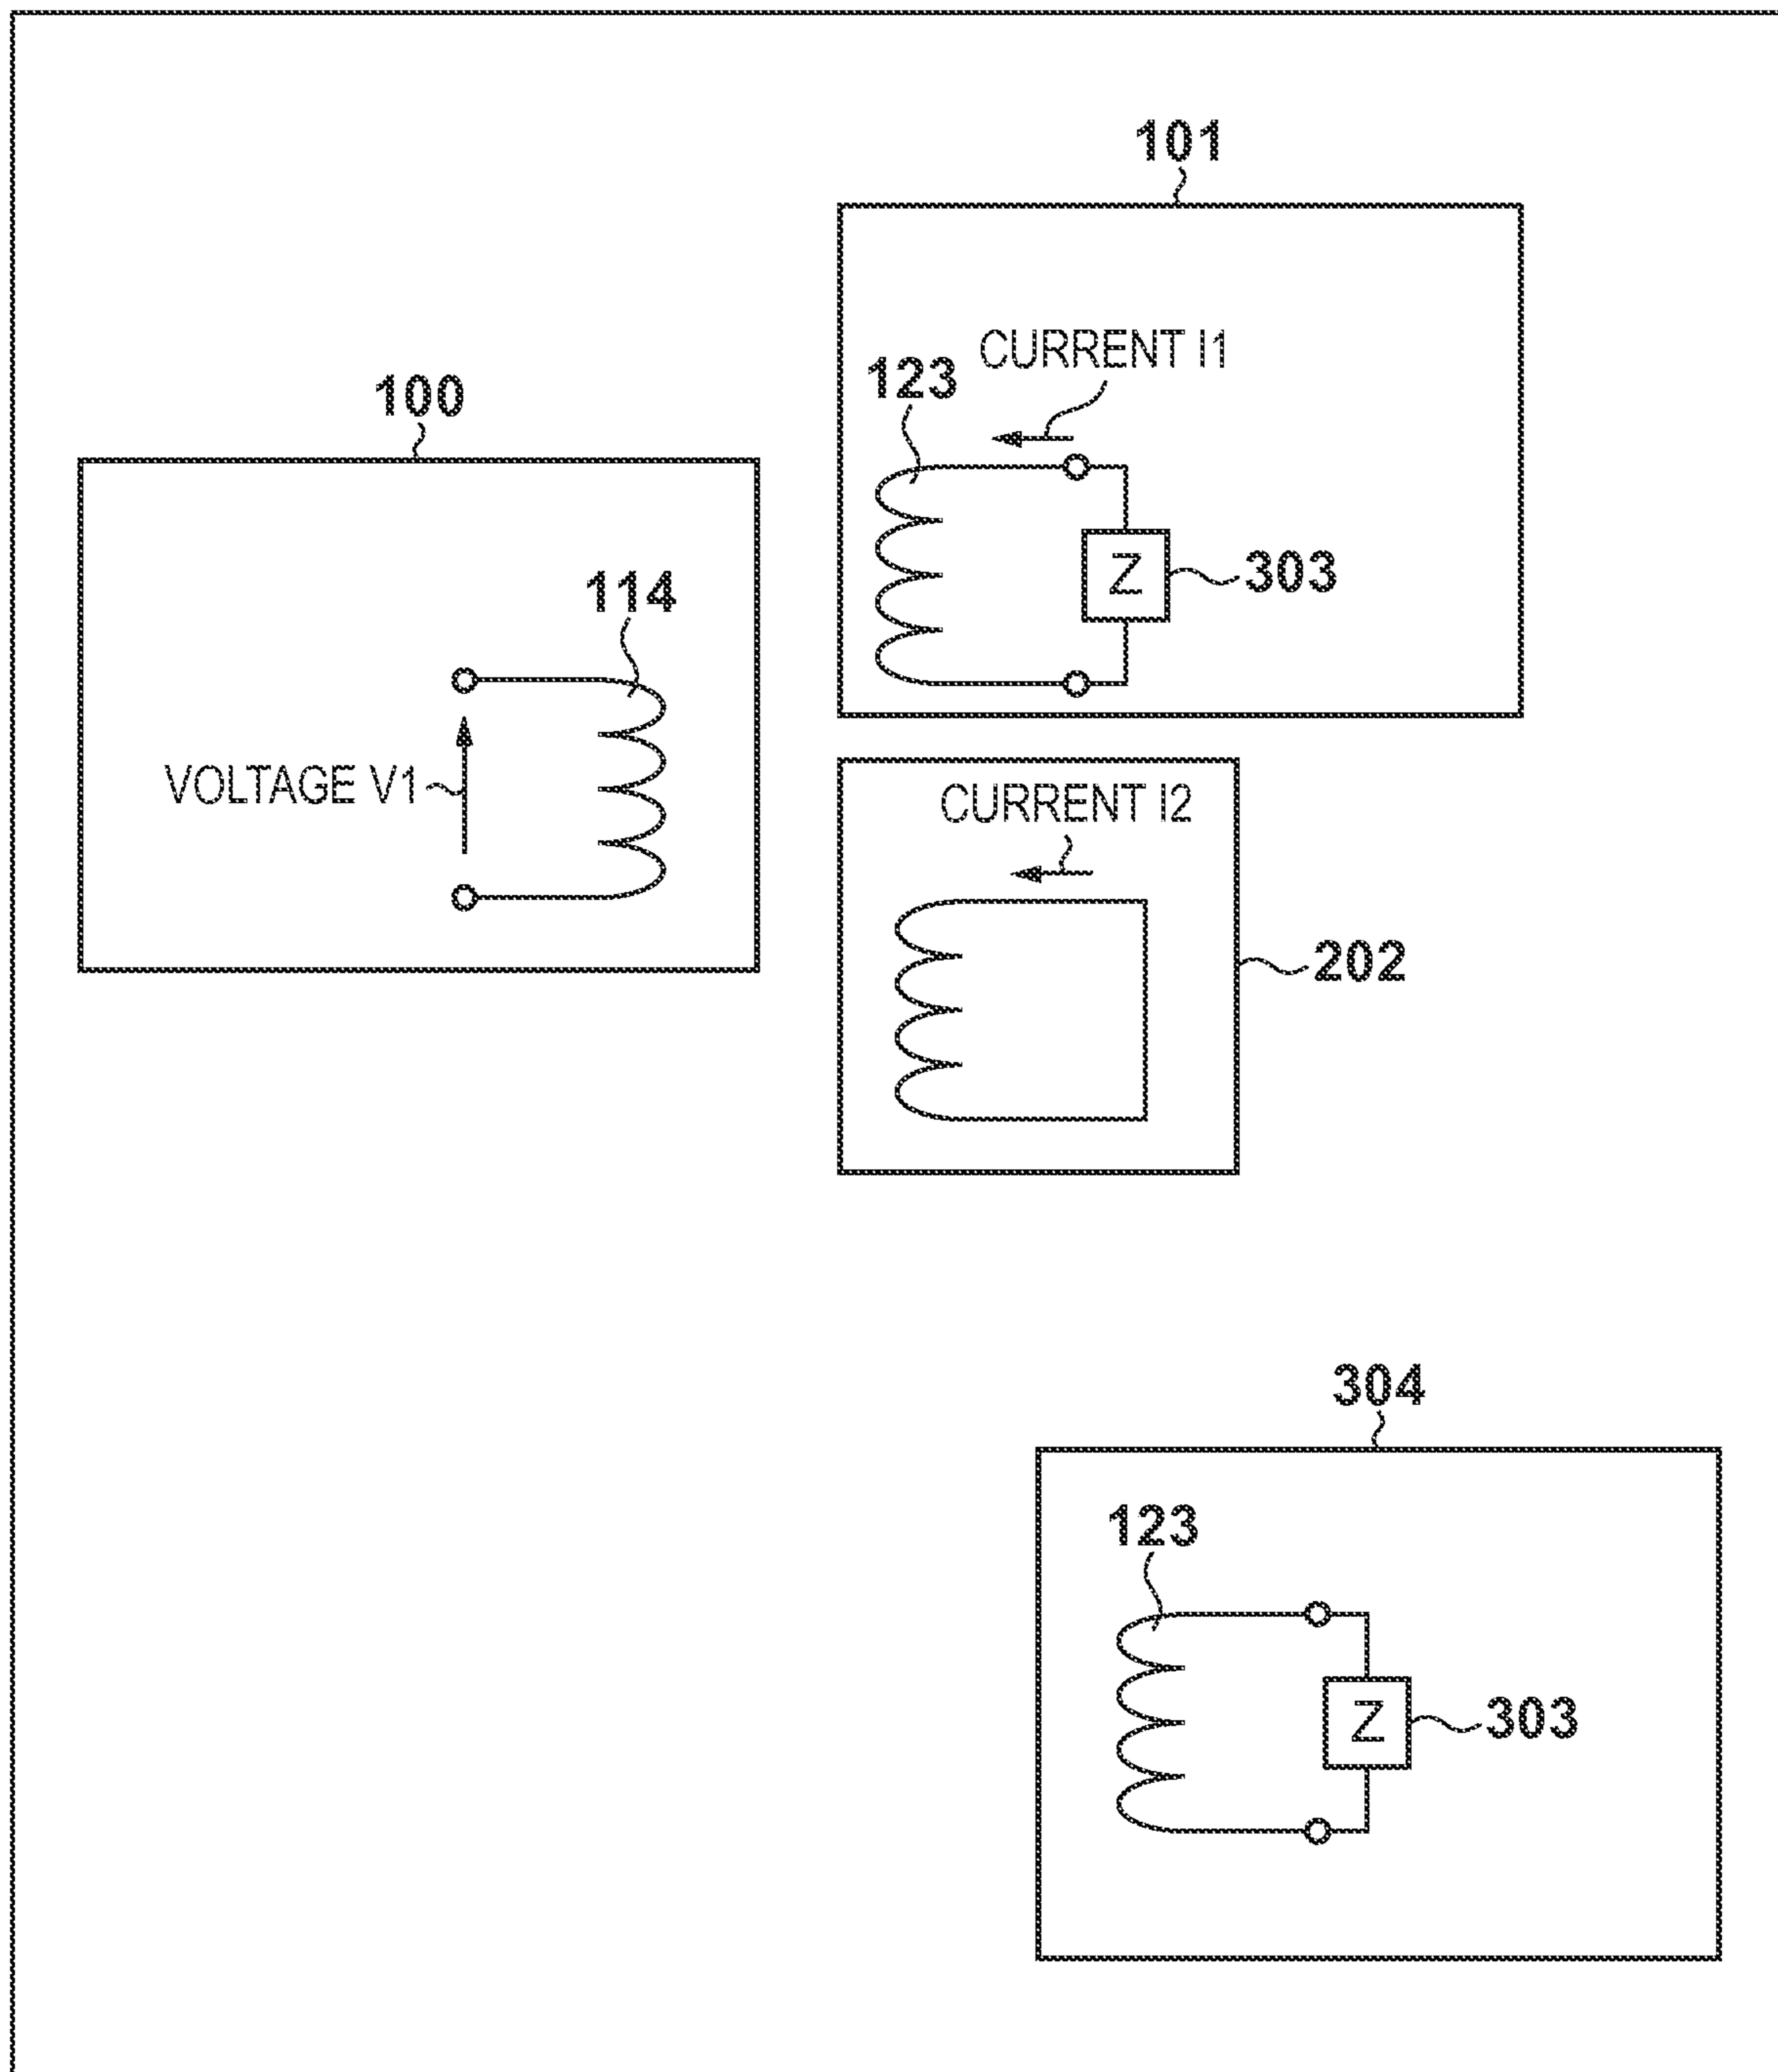 101
CURRENT I1
123
100
Z
303
114
VOLTAGE V1
CURRENT I2
202
304
123
Z
303